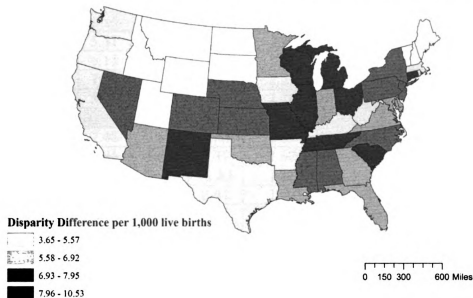 Disparity Difference per 1,000 live births
3.65 - 5.57
5.58 - 6.92
6.93 - 7.95
7.96 - 10.53
0 150 300 600 Miles